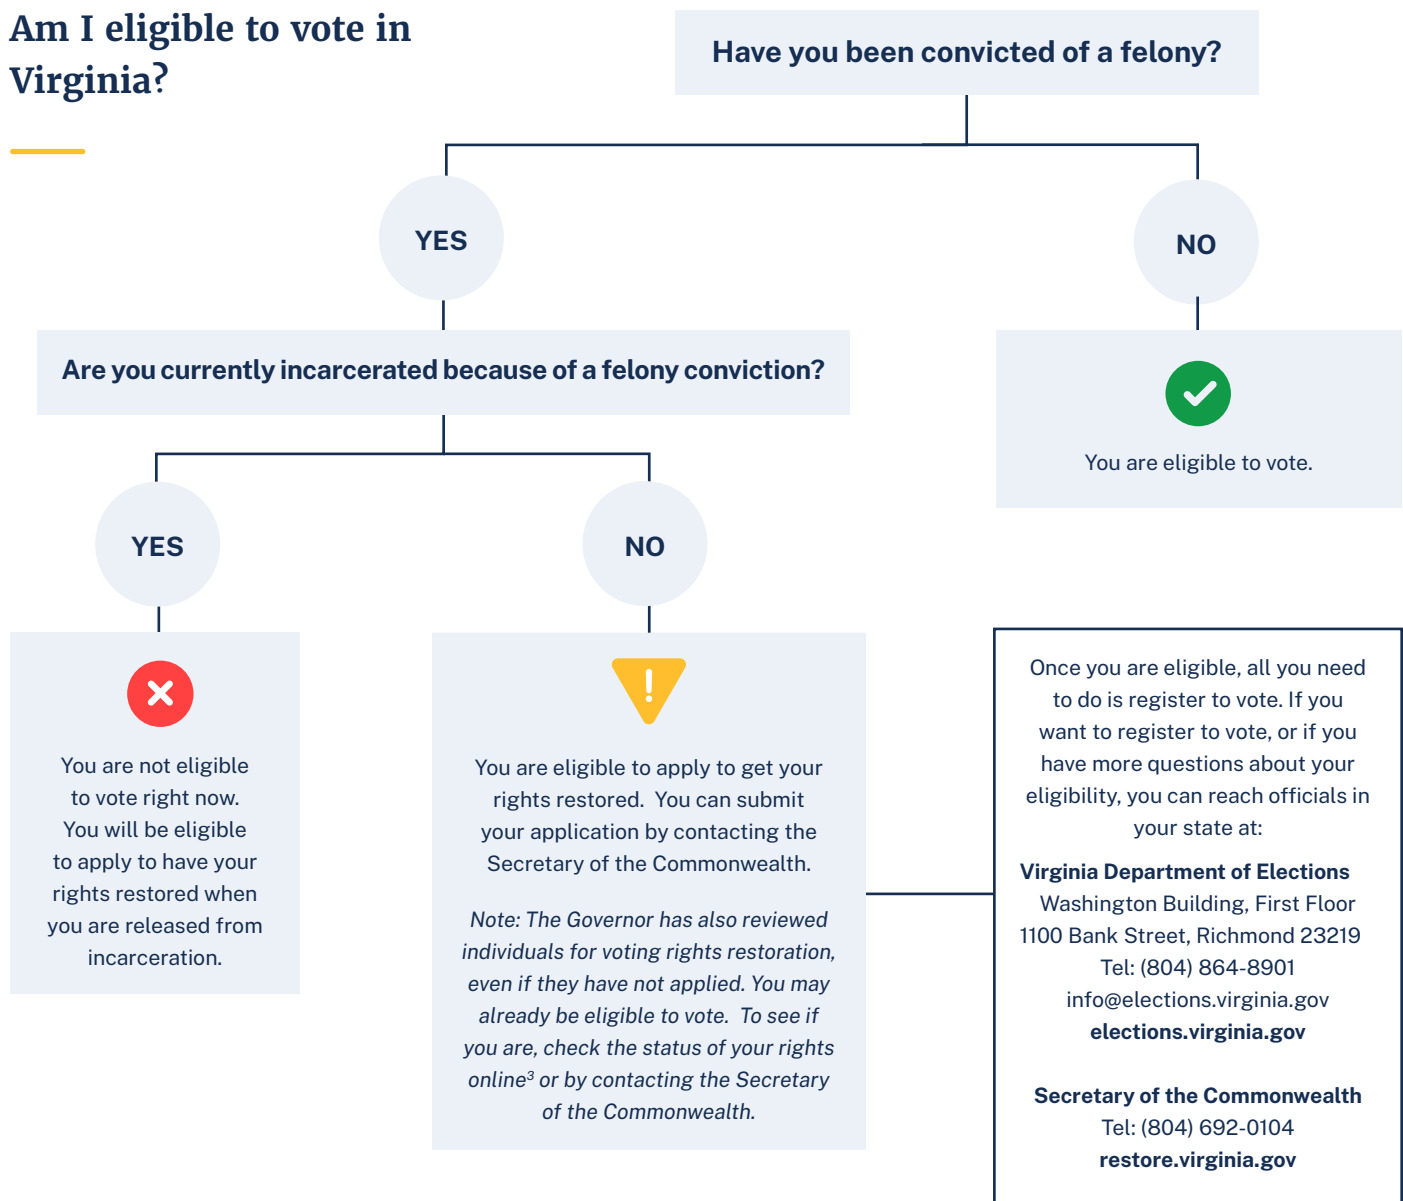 Am I eligible to vote in
Virginia?
Have you been convicted of a felony?
YES
NO
Are you currently incarcerated because of a felony conviction?
You are eligible to vote.
YES
NO
You are not eligible
to vote right now.
You will be eligible
to apply to have your
rights restored when
you are released from
incarceration.
You are eligible to apply to get your
rights restored. You can submit
your application by contacting the
Secretary of the Commonwealth.
Note: The Governor has also reviewed
individuals for voting rights restoration,
even if they have not applied. You may
already be eligible to vote. To see if
you are, check the status of your rights
online³ or by contacting the Secretary
of the Commonwealth.
Once you are eligible, all you need
to do is register to vote. If you
want to register to vote, or if you
have more questions about your
eligibility, you can reach officials in
your state at:
Virginia Department of Elections
Washington Building, First Floor
1100 Bank Street, Richmond 23219
Tel: (804) 864-8901
info@elections.virginia.gov
elections.virginia.gov
Secretary of the Commonwealth
Tel: (804) 692-0104
restore.virginia.gov